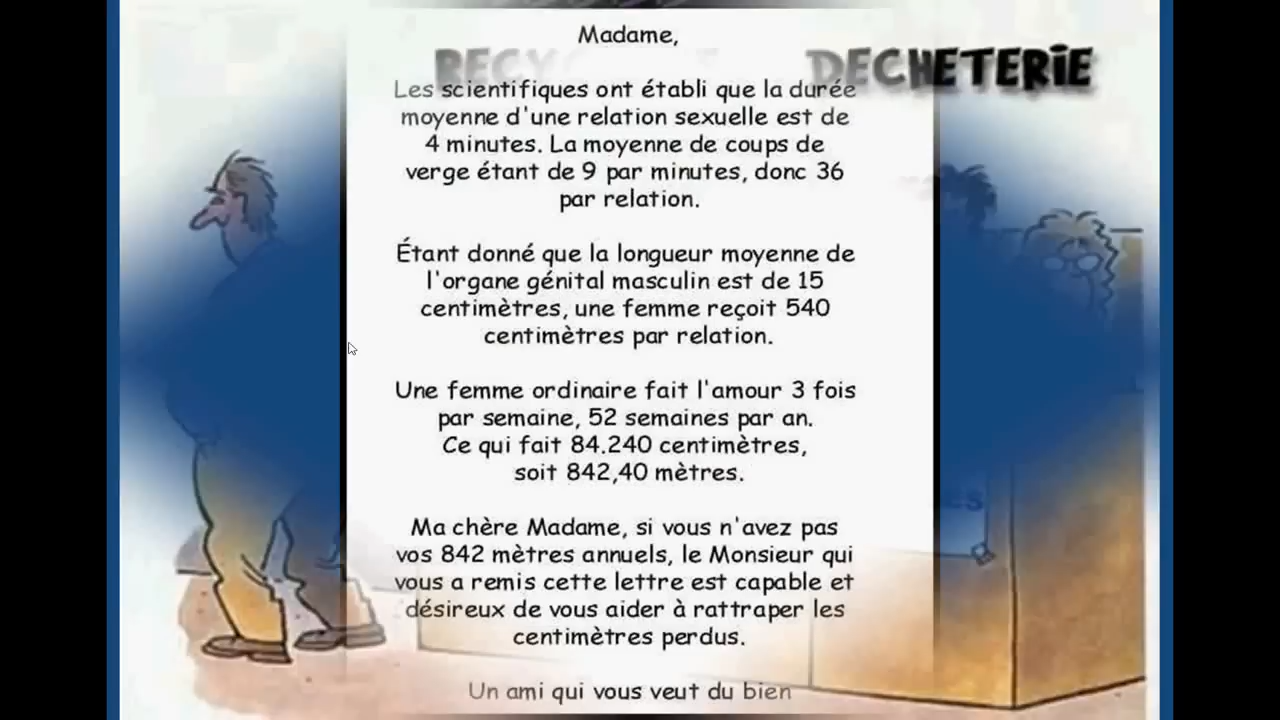 Madame,
DECHETERIE
Les scientifiques ont établi que la durée
moyenne d'une relation sexuelle est de
4 minutes. La moyenne de coups de
verge étant de 9 par minutes, donc 36
par relation.
Étant donné que la longueur moyenne de
l'organe génital masculin est de 15
centimètres, une femme reçoit 540
centimètres par relation.
Une femme ordinaire fait l'amour 3 fois
par semaine, 52 semaines par an.
Ce qui fait 84.240 centimètres,
soit 842,40 mètres.
Ma chère Madame, si vous n'avez pas
vos 842 mètres annuels, le Monsieur qui
vous a remis cette lettre est capable et
désireux de vous aider à rattraper les
centimètres perdus.
Un ami qui vous veut du bien